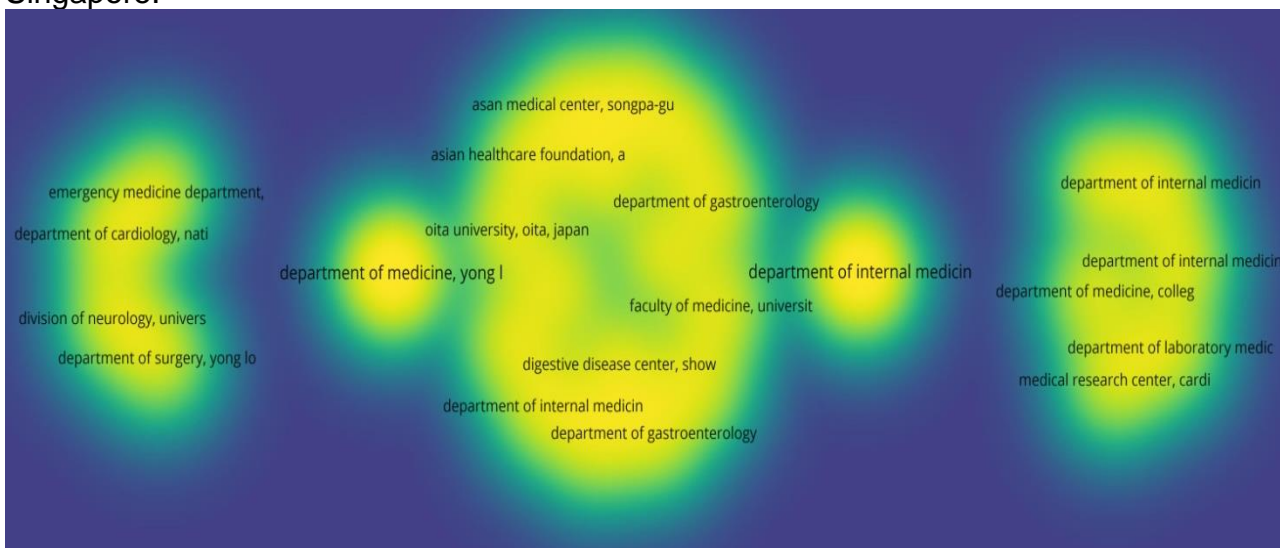 Singapore.
asan medical center, songpa-gu
asian healthcare foundation, a
emergency medicine department,
department of gastroenterology
department of internal medicin
department of cardiology, nati
oita university, oita, japan
department of medicine, yong l
department of internal medicin
department of internal medicin
department of medicine, colleg
division of neurology, univers
faculty of medicine, universit
department of surgery, yong lo
digestive disease center, show
department of laboratory medic
medical research center, cardi
department of internal medicin
department of gastroenterology